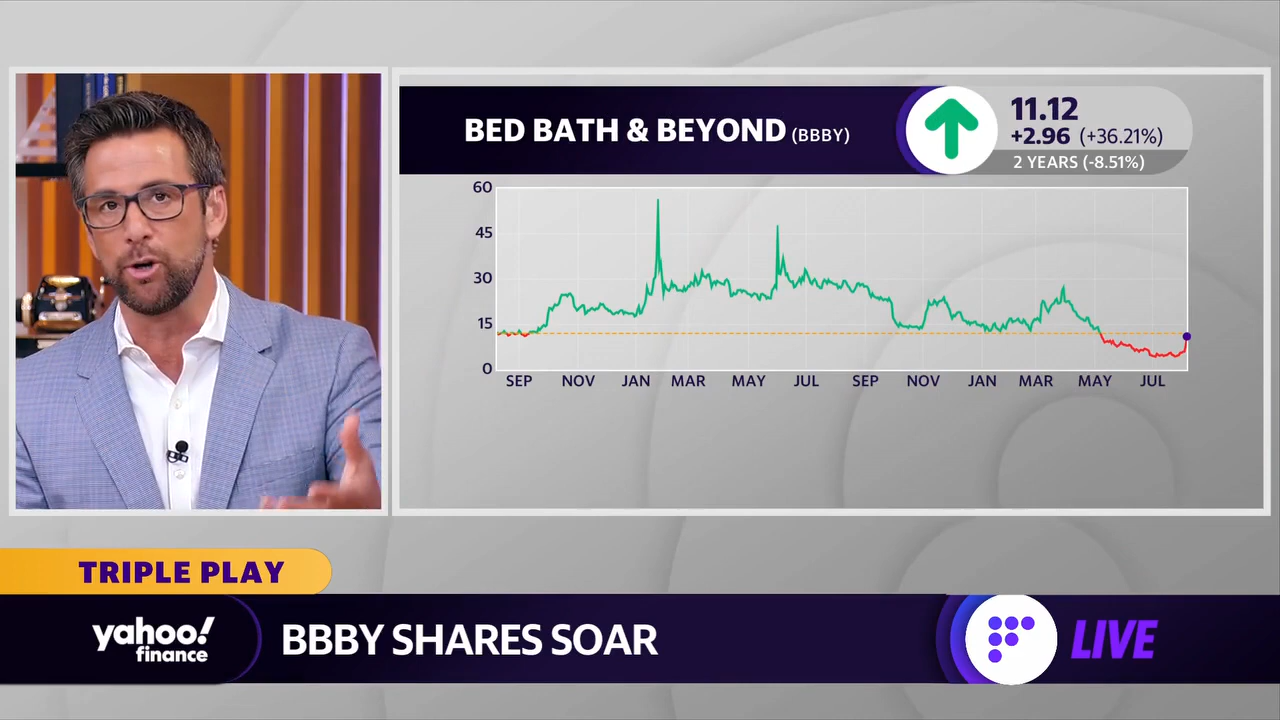 BED BATH & BEYOND (BBBY)
11.12
+2.96 (+36.21%)
2 YEARS (-8.51%)
60
45
30
15
0
SEP NOV JAN MAR MAY JUL SEP NOV JAN MAR MAY JUL
TRIPLE PLAY
yahoo!
finance
BBBY SHARES SOAR
LIVE